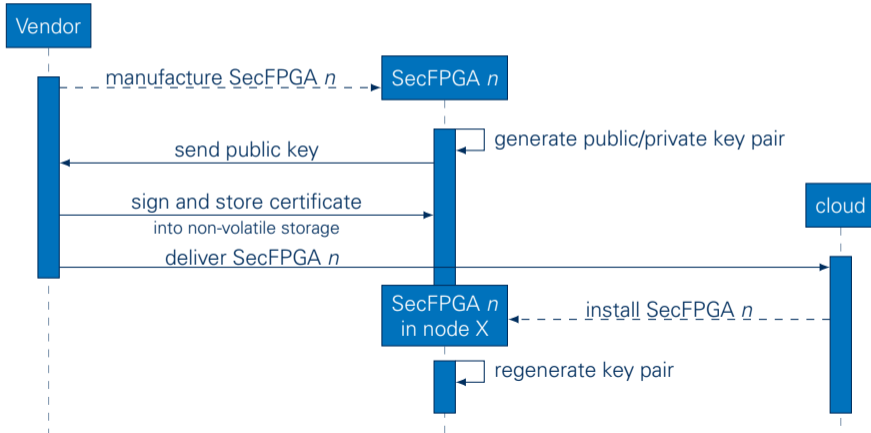 Vendor
manufacture SecFPGA n
SecFPGA n
generate public/private key pair
send public key
sign and store certificate
into non-volatile storage
cloud
deliver SecFPGA n
SecFPGA n
in node X
install SecFPGA n
regenerate key pair